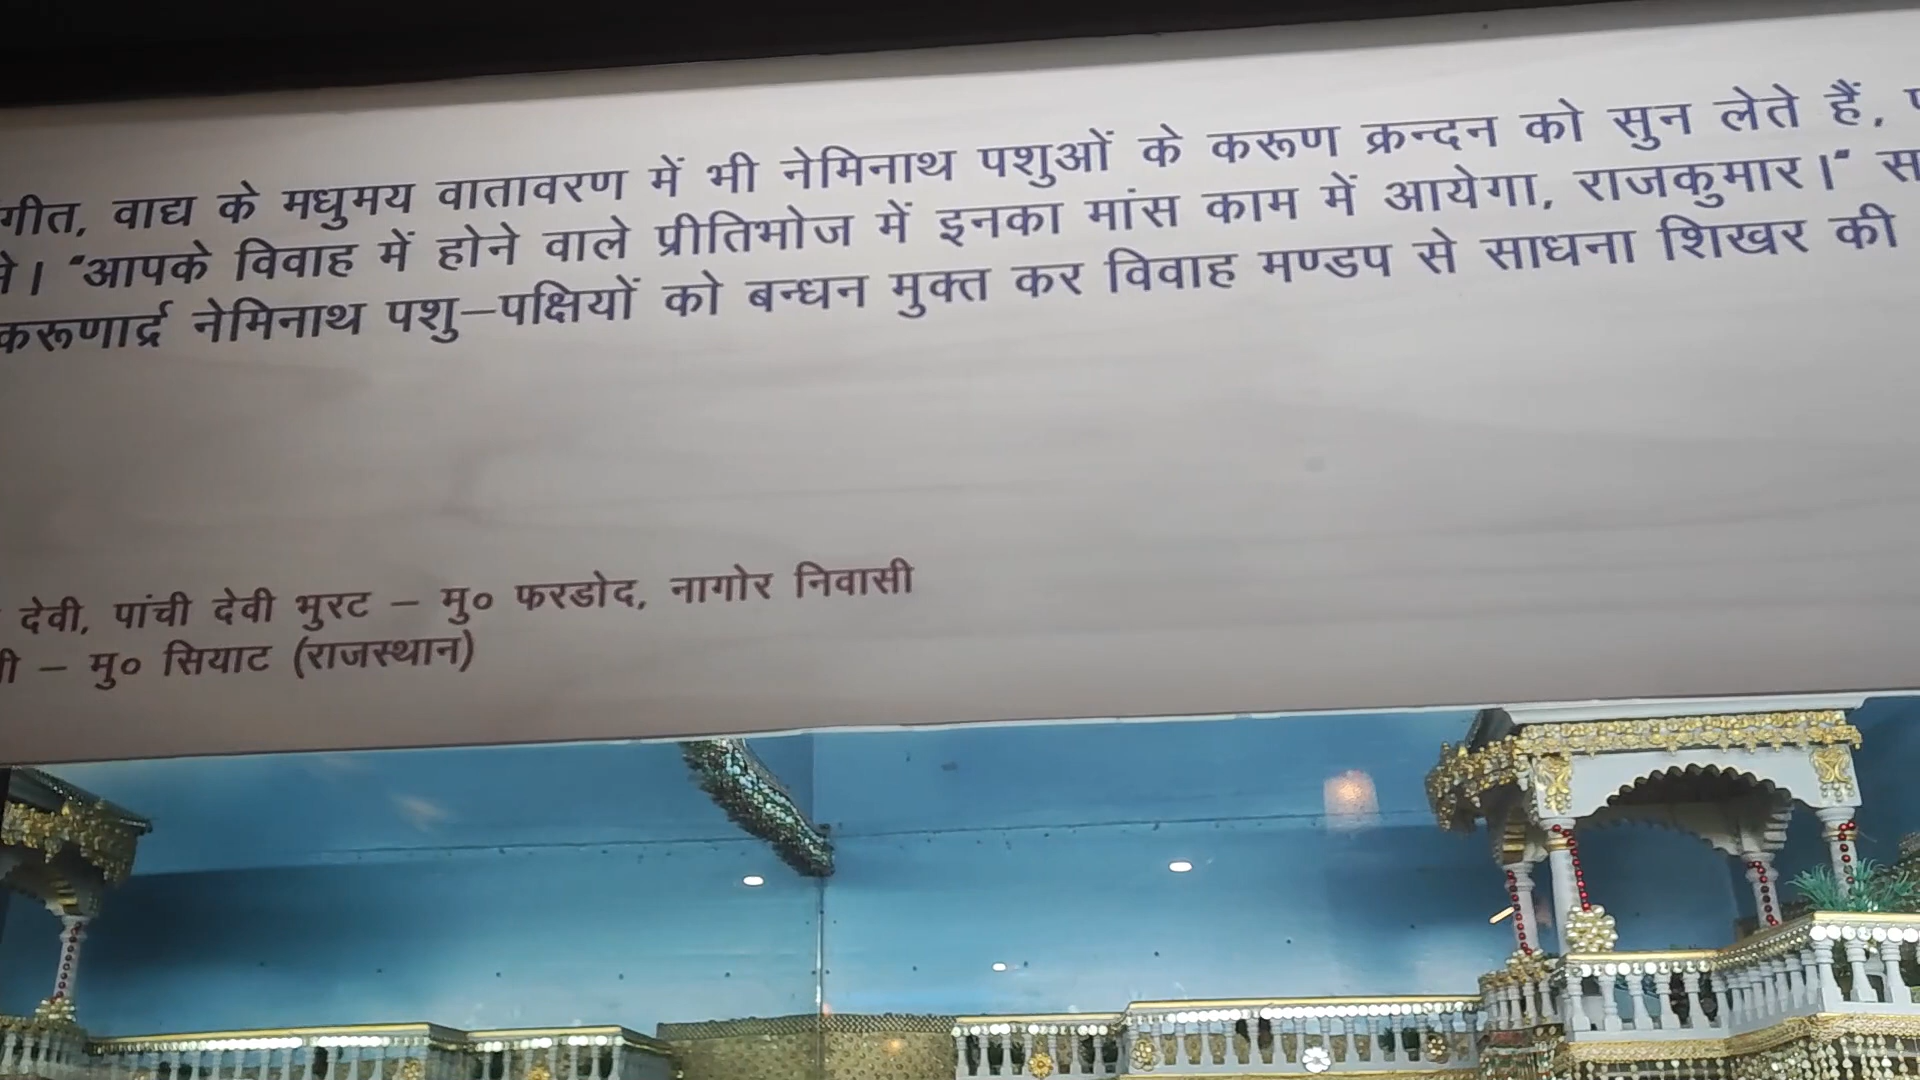 गीत, वाद्य के मधुमय वातावरण में भी नेमिनाथ पशुओं के करूण क्रन्दन को सुन लेते हैं,
"आपके विवाह में होने वाले प्रीतिभोज में इनका मांस काम में आयेगा, राजकुमार।"
करूणार्द्र नेमिनाथ पशु–पक्षियों को बन्धन मुक्त कर विवाह मण्डप से साधना शिखर की
देवी, पांची देवी भुरट – मु० फरडोद, नागोर निवासी
– मु० सियाट (राजस्थान)